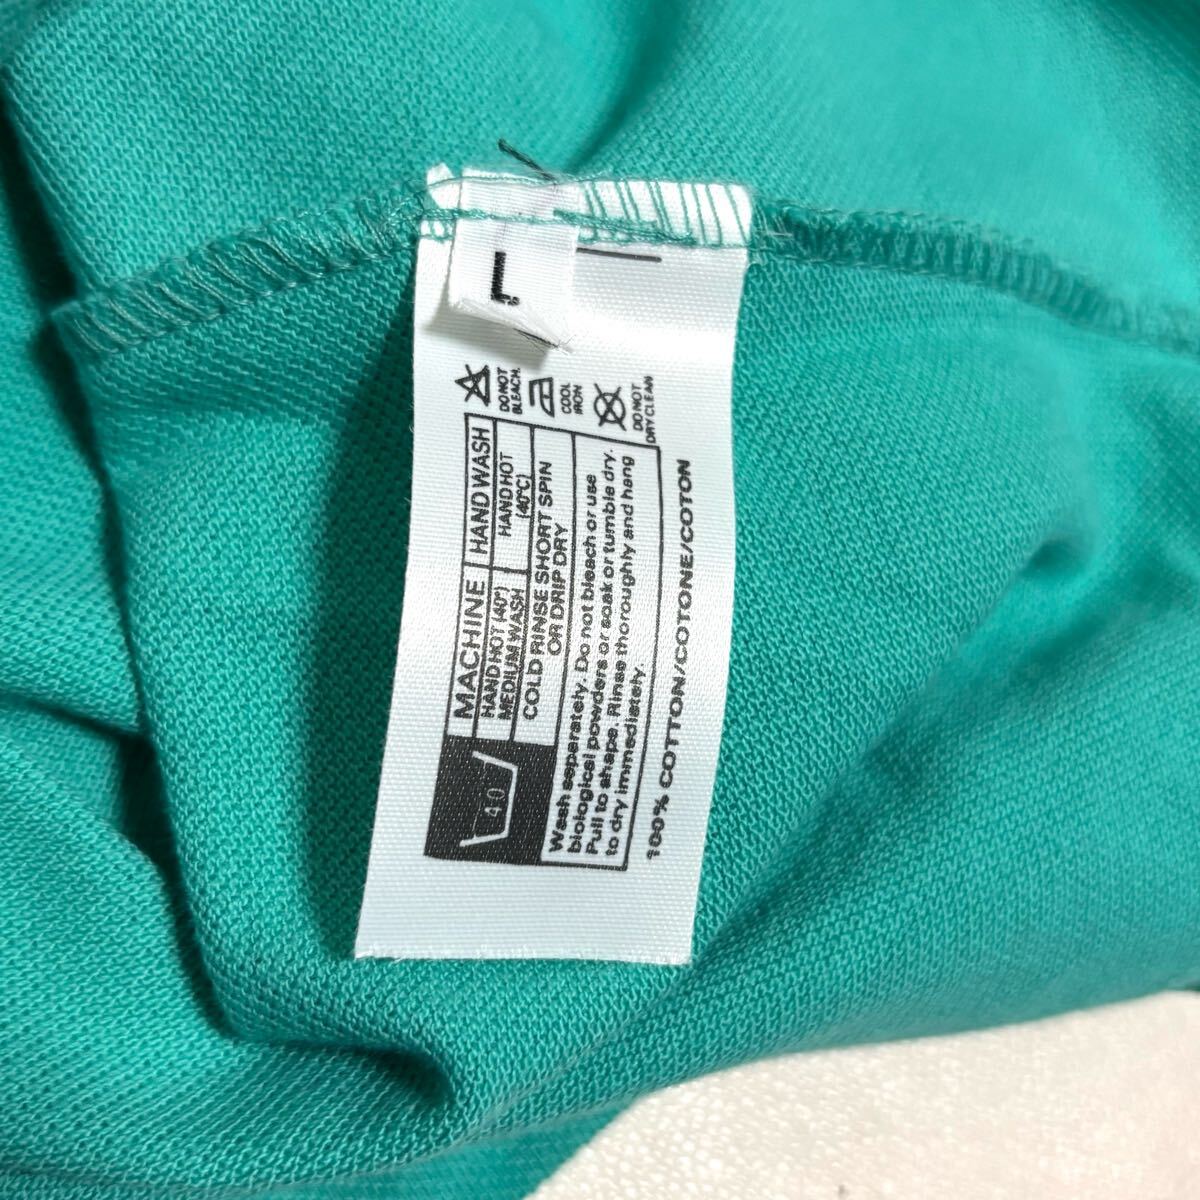 L
DO NOT
BLEACH.
COOL
IRON
DO NOT
DRY CLEAN
40
MACHINE
HAND WASH
HAND HOT (40°)
MEDIUM WASH
HAND HOT
(40°C)
COLD RINSE SHORT SPIN
OR DRIP DRY
Wash separately. Do not bleach or use
biological powders or soak or tumble dry.
Pull to shape. Rinse thoroughly and hang
to dry immediately.
100% COTTON/COTONE/COTON